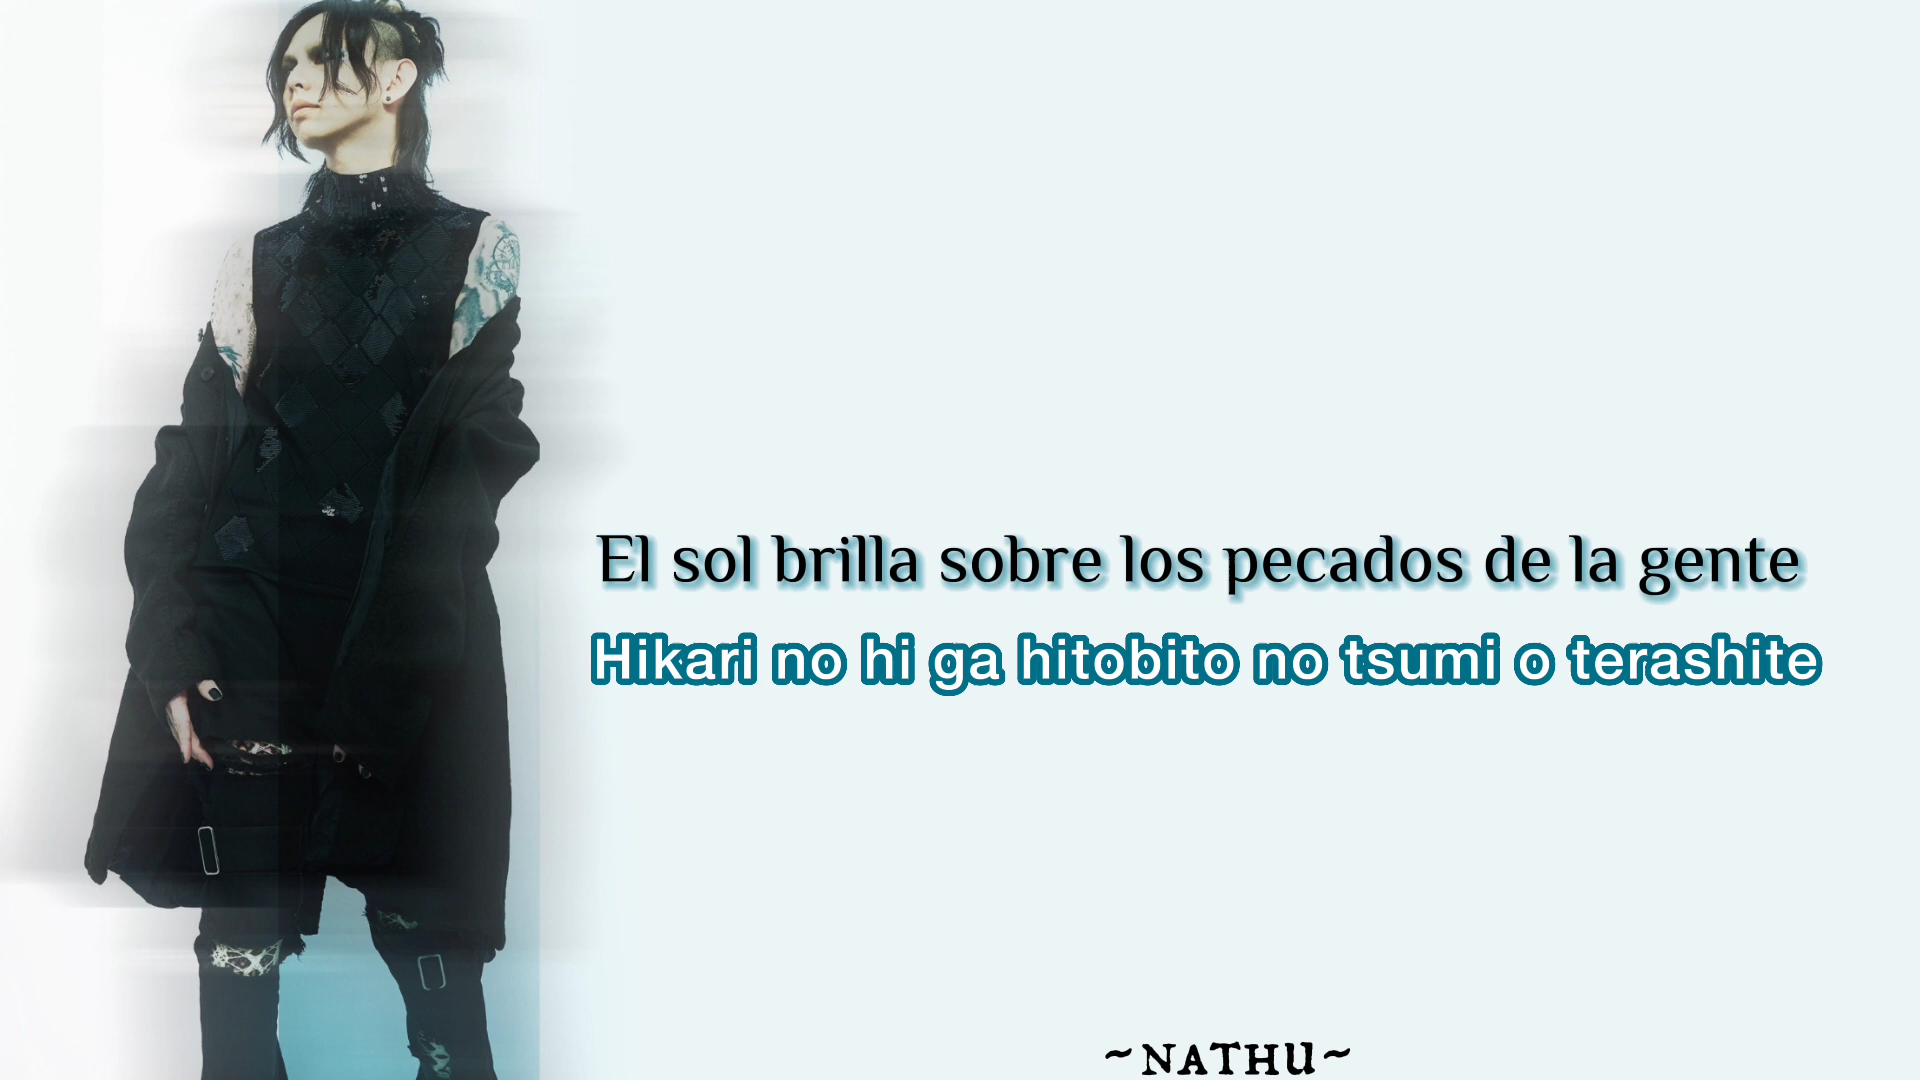 El sol brilla sobre los pecados de la gente
Hikari no hi ga hitobito no tsumi o terashite
~NATHU~